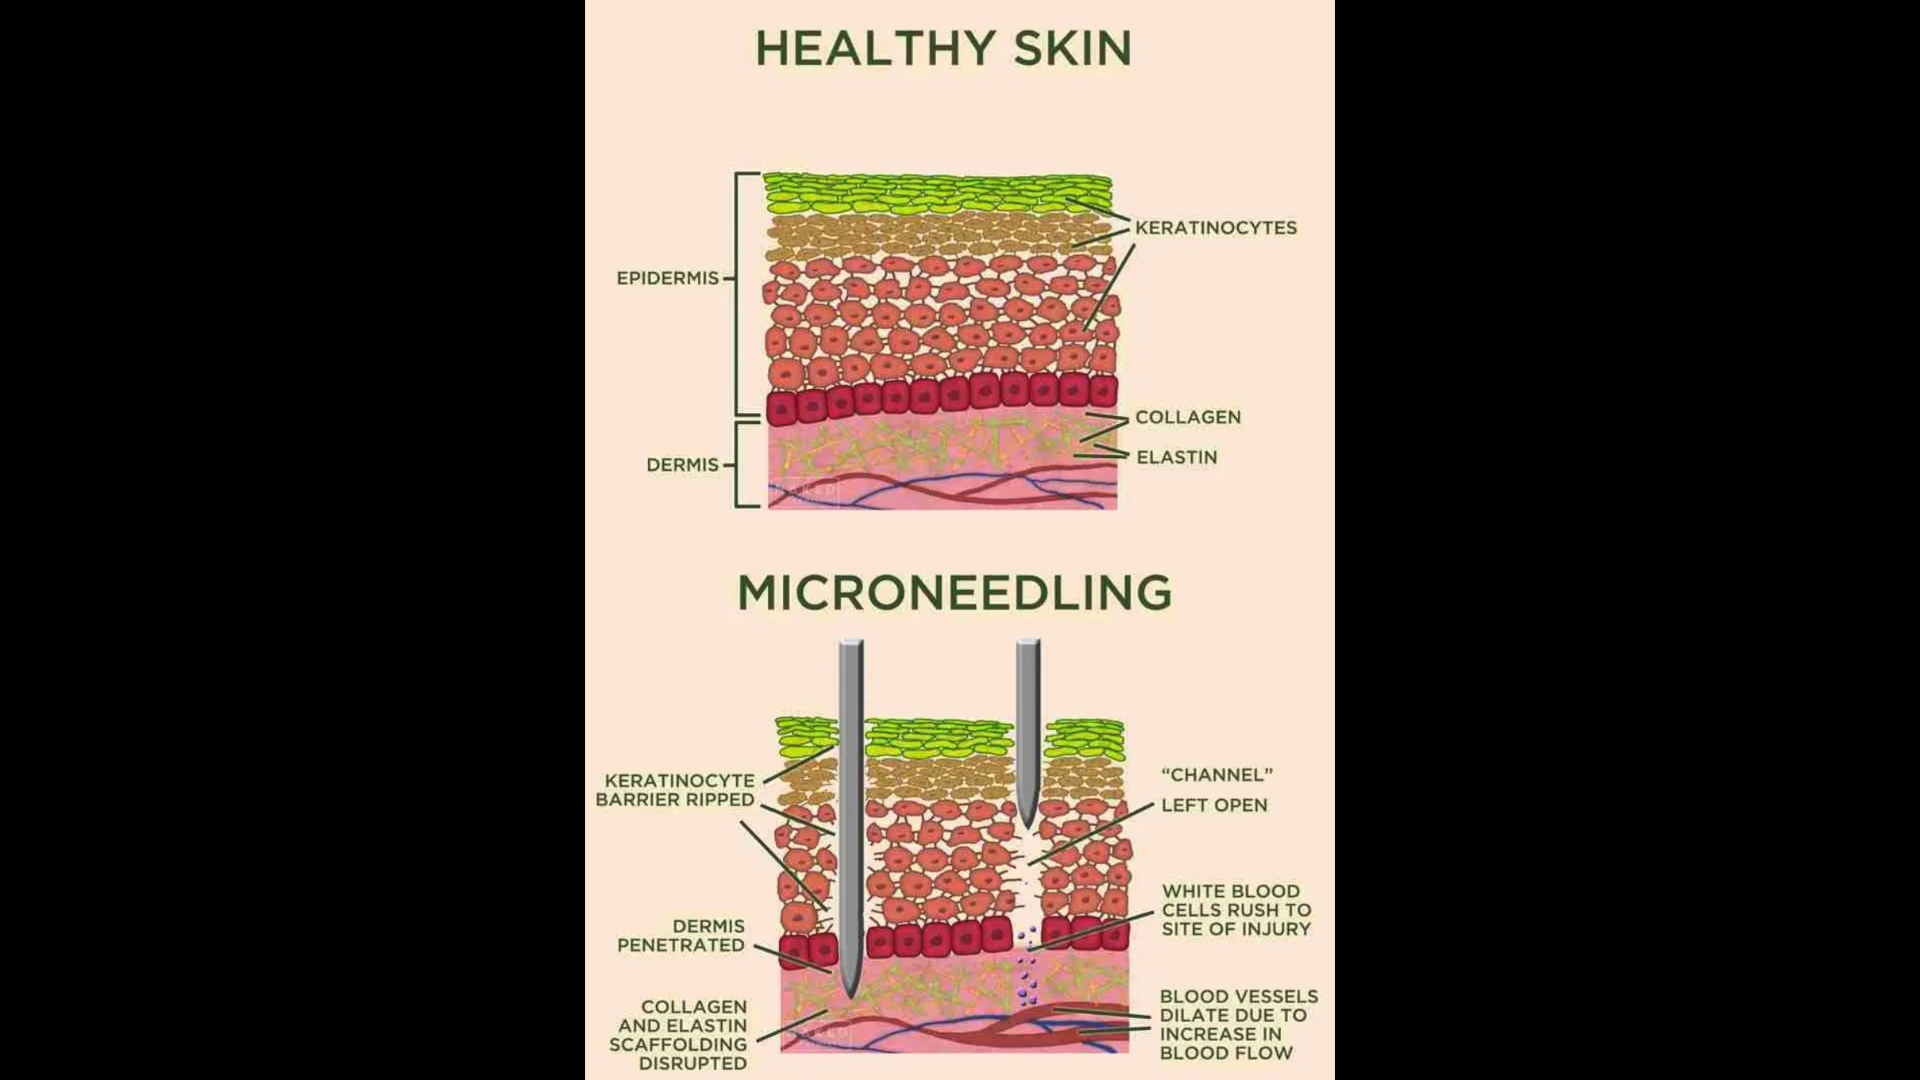 HEALTHY SKIN
KERATINOCYTES
EPIDERMIS
COLLAGEN
ELASTIN
DERMIS
NAKED
MICRONEEDLING
KERATINOCYTE
BARRIER RIPPED
"CHANNEL"
LEFT OPEN
WHITE BLOOD
CELLS RUSH TO
SITE OF INJURY
DERMIS
PENETRATED
COLLAGEN
AND ELASTIN
SCAFFOLDING
DISRUPTED
BLOOD VESSELS
DILATE DUE TO
INCREASE IN
BLOOD FLOW
NAKED